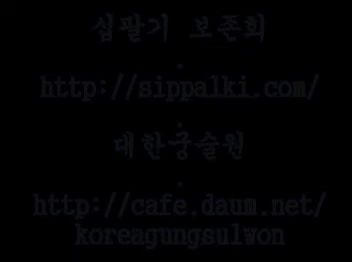 십팔기 보존회
.
http://sippalki.com/
.
대한궁술원
.
http://cafe.daum.net/
koreagungsulwon